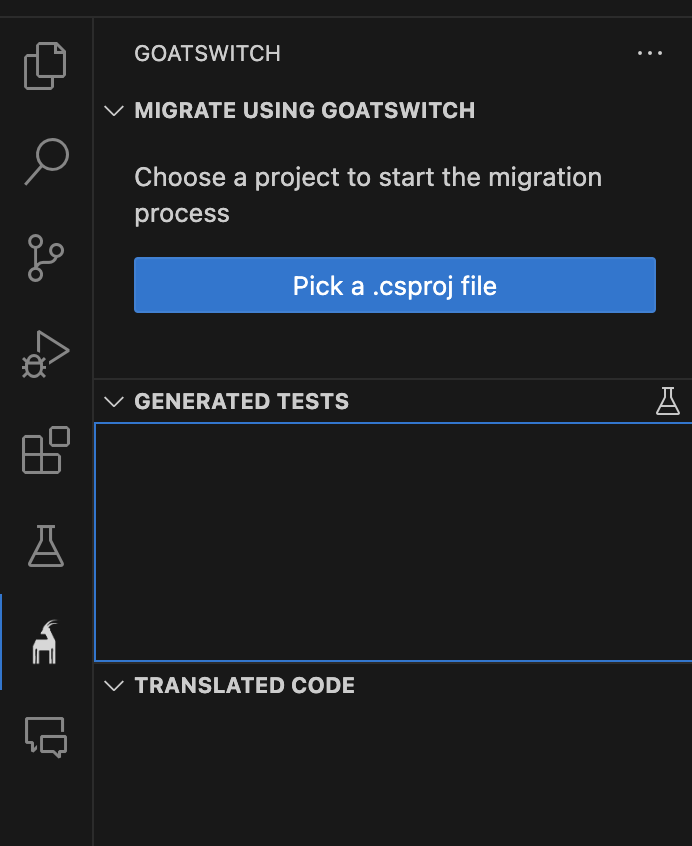 GOATSWITCH
MIGRATE USING GOATSWITCH
Choose a project to start the migration
process
Pick a .csproj file
GENERATED TESTS
TRANSLATED CODE